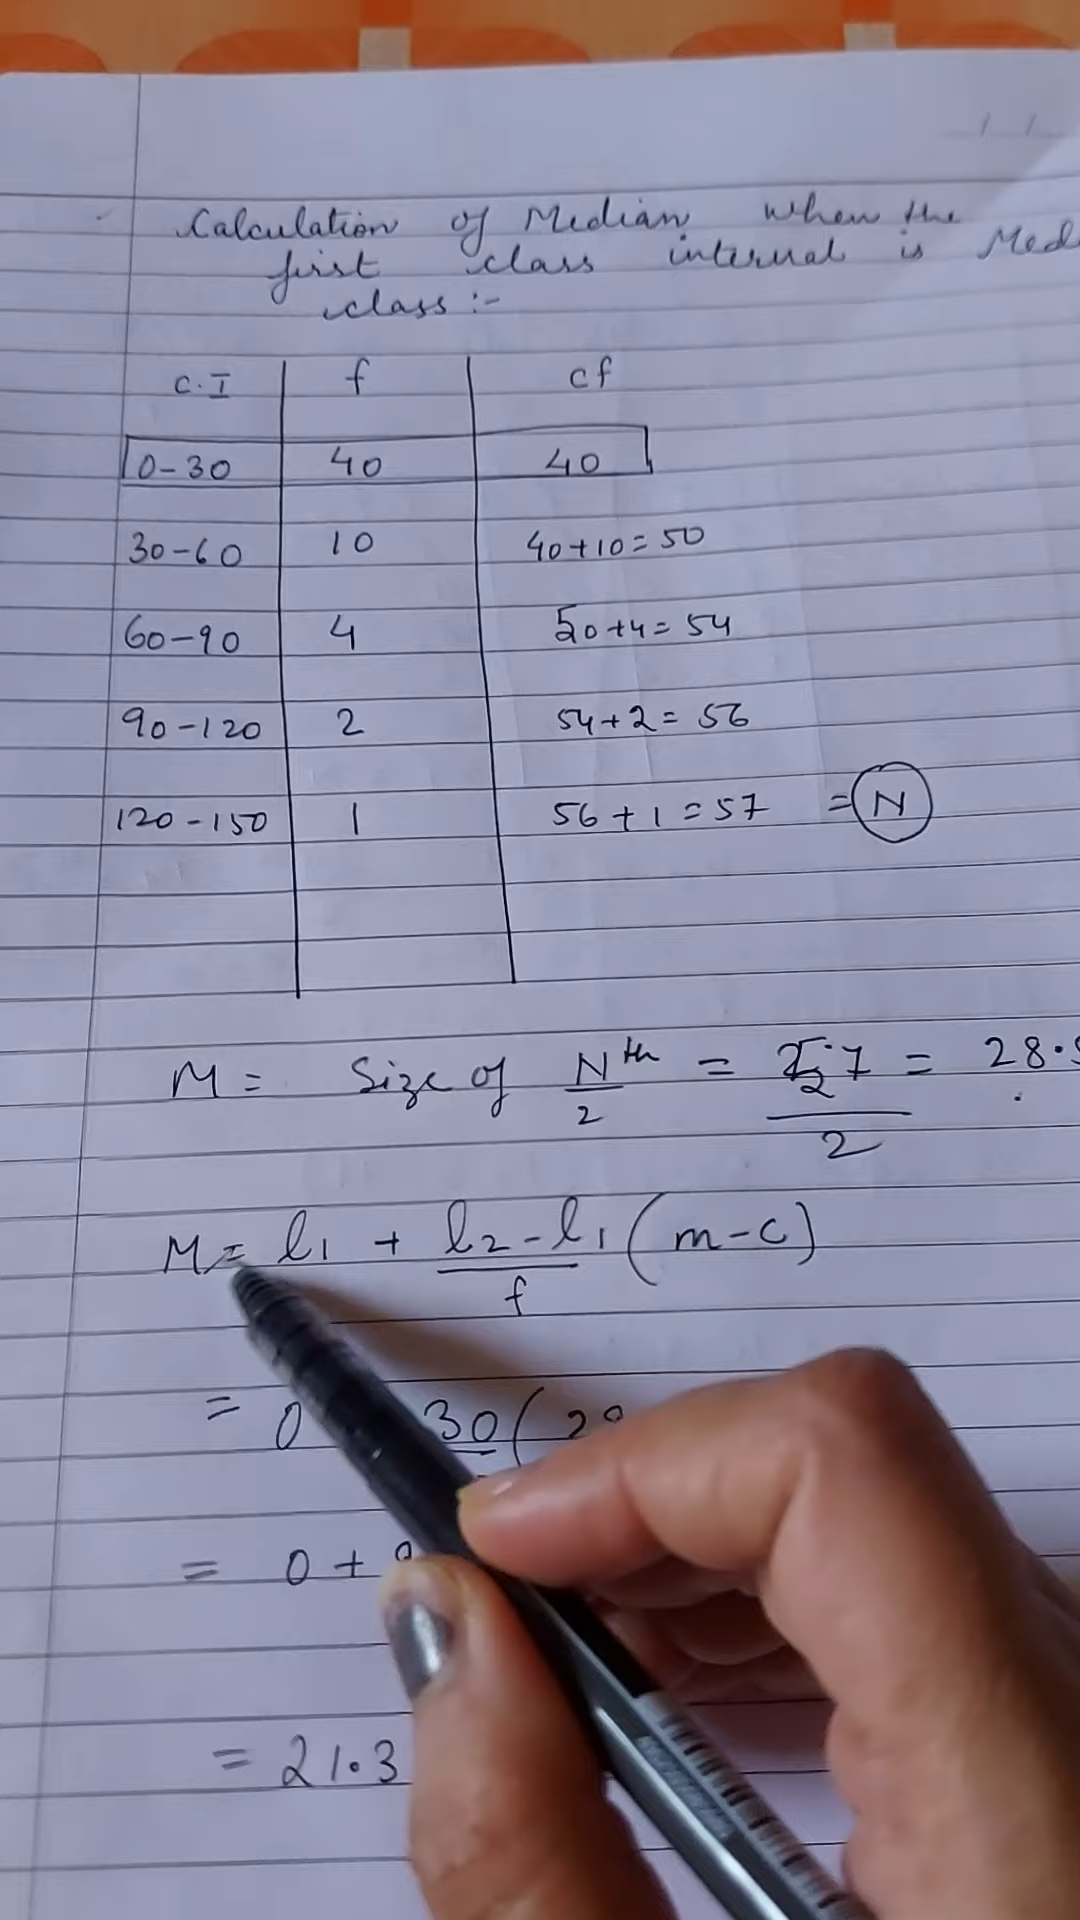 Calculation of Median when the
first class interval is
class :-
C.I f cf
0-30 40 40
30-60 10 40+10=50
60-90 4 50+4=54
90-120 2 54+2=56
120-150 1 56+1=57 =N
M= Size of N/2 th = 57/2 = 28.
M= l1 + l2-l1/f (m-c)
= 0 30(
= 0+
= 21.3